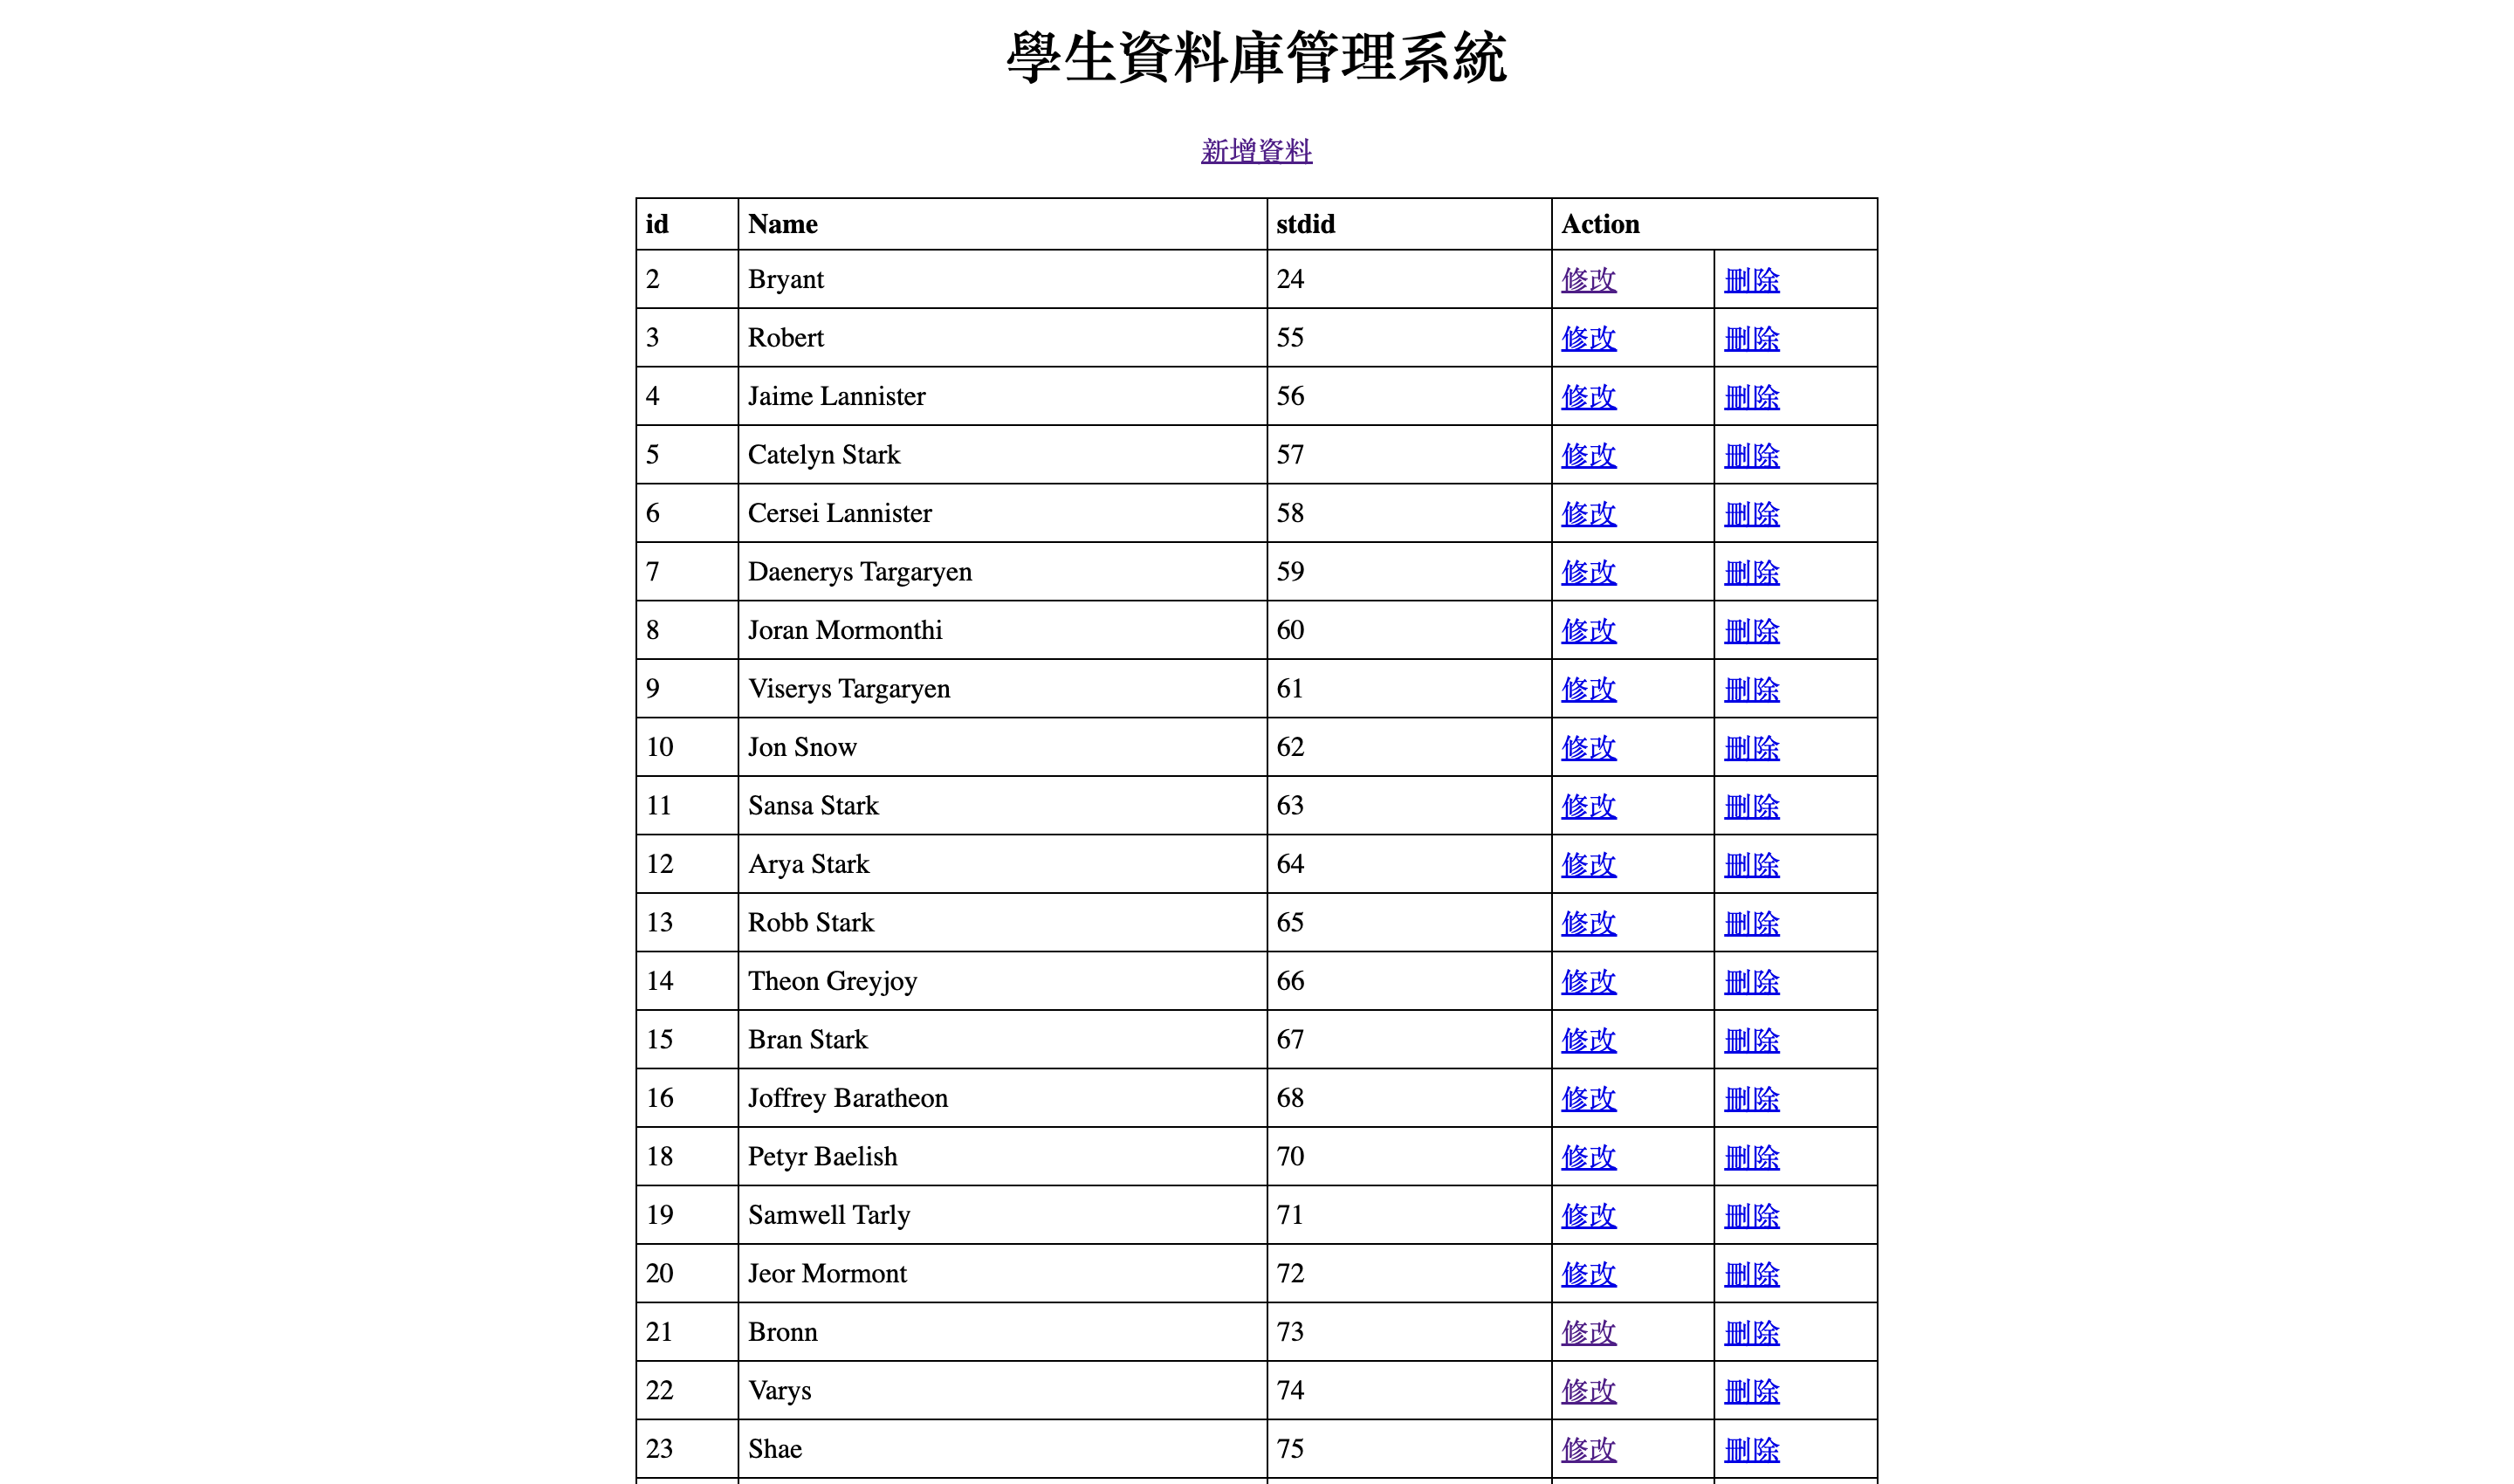 學生資料庫管理系統
新增資料
id Name stdid Action
2 Bryant 24 修改 刪除
3 Robert 55 修改 刪除
4 Jaime Lannister 56 修改 刪除
5 Catelyn Stark 57 修改 刪除
6 Cersei Lannister 58 修改 刪除
7 Daenerys Targaryen 59 修改 刪除
8 Joran Mormonthi 60 修改 刪除
9 Viserys Targaryen 61 修改 刪除
10 Jon Snow 62 修改 刪除
11 Sansa Stark 63 修改 刪除
12 Arya Stark 64 修改 刪除
13 Robb Stark 65 修改 刪除
14 Theon Greyjoy 66 修改 刪除
15 Bran Stark 67 修改 刪除
16 Joffrey Baratheon 68 修改 刪除
18 Petyr Baelish 70 修改 刪除
19 Samwell Tarly 71 修改 刪除
20 Jeor Mormont 72 修改 刪除
21 Bronn 73 修改 刪除
22 Varys 74 修改 刪除
23 Shae 75 修改 刪除